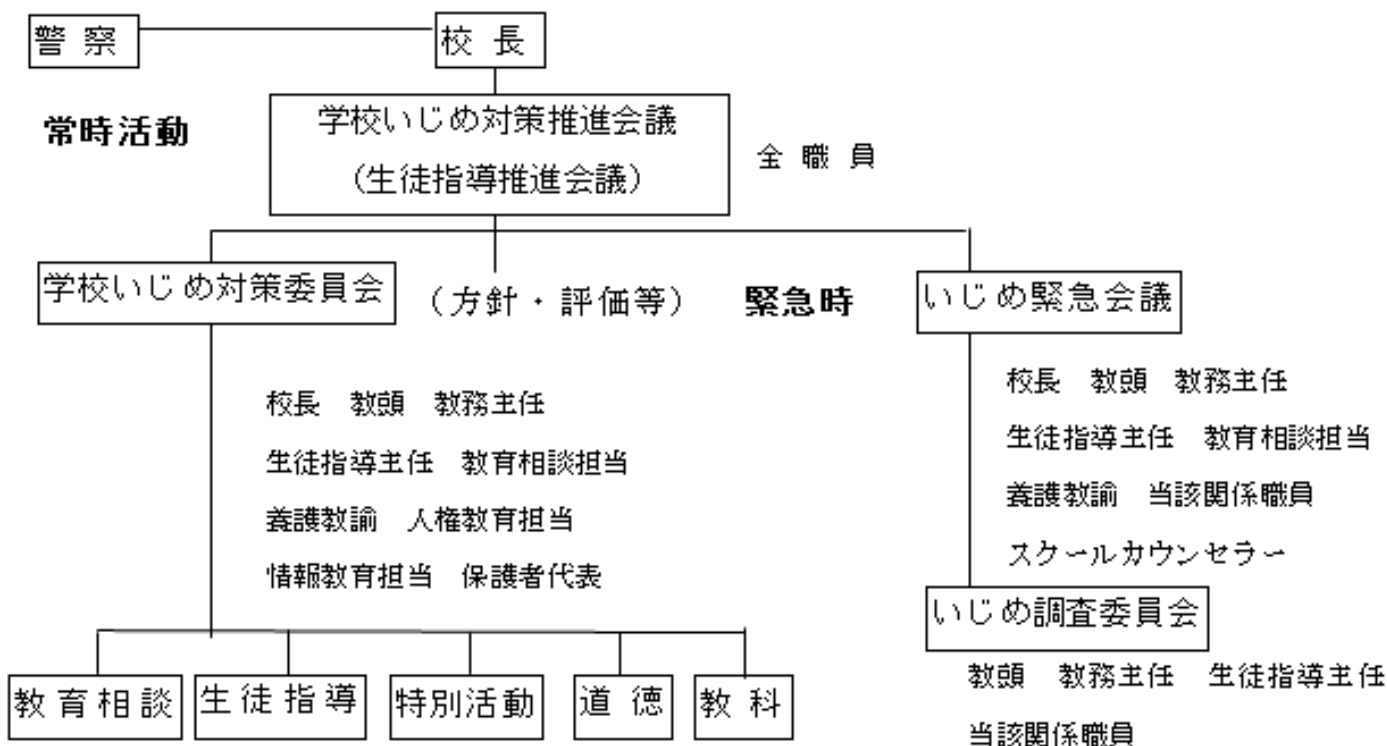 警 察
校 長
常時活動
学校いじめ対策推進会議
(生徒指導推進会議)
全 職 員
学校いじめ対策委員会
(方針・評価等)
緊急時
いじめ緊急会議
校長 教頭 教務主任
生徒指導主任 教育相談担当
養護教諭 人権教育担当
情報教育担当 保護者代表
校長 教頭 教務主任
生徒指導主任 教育相談担当
養護教諭 当該関係職員
スクールカウンセラー
いじめ調査委員会
教頭 教務主任 生徒指導主任
当該関係職員
教育相談
生徒指導
特別活動
道 徳
教 科